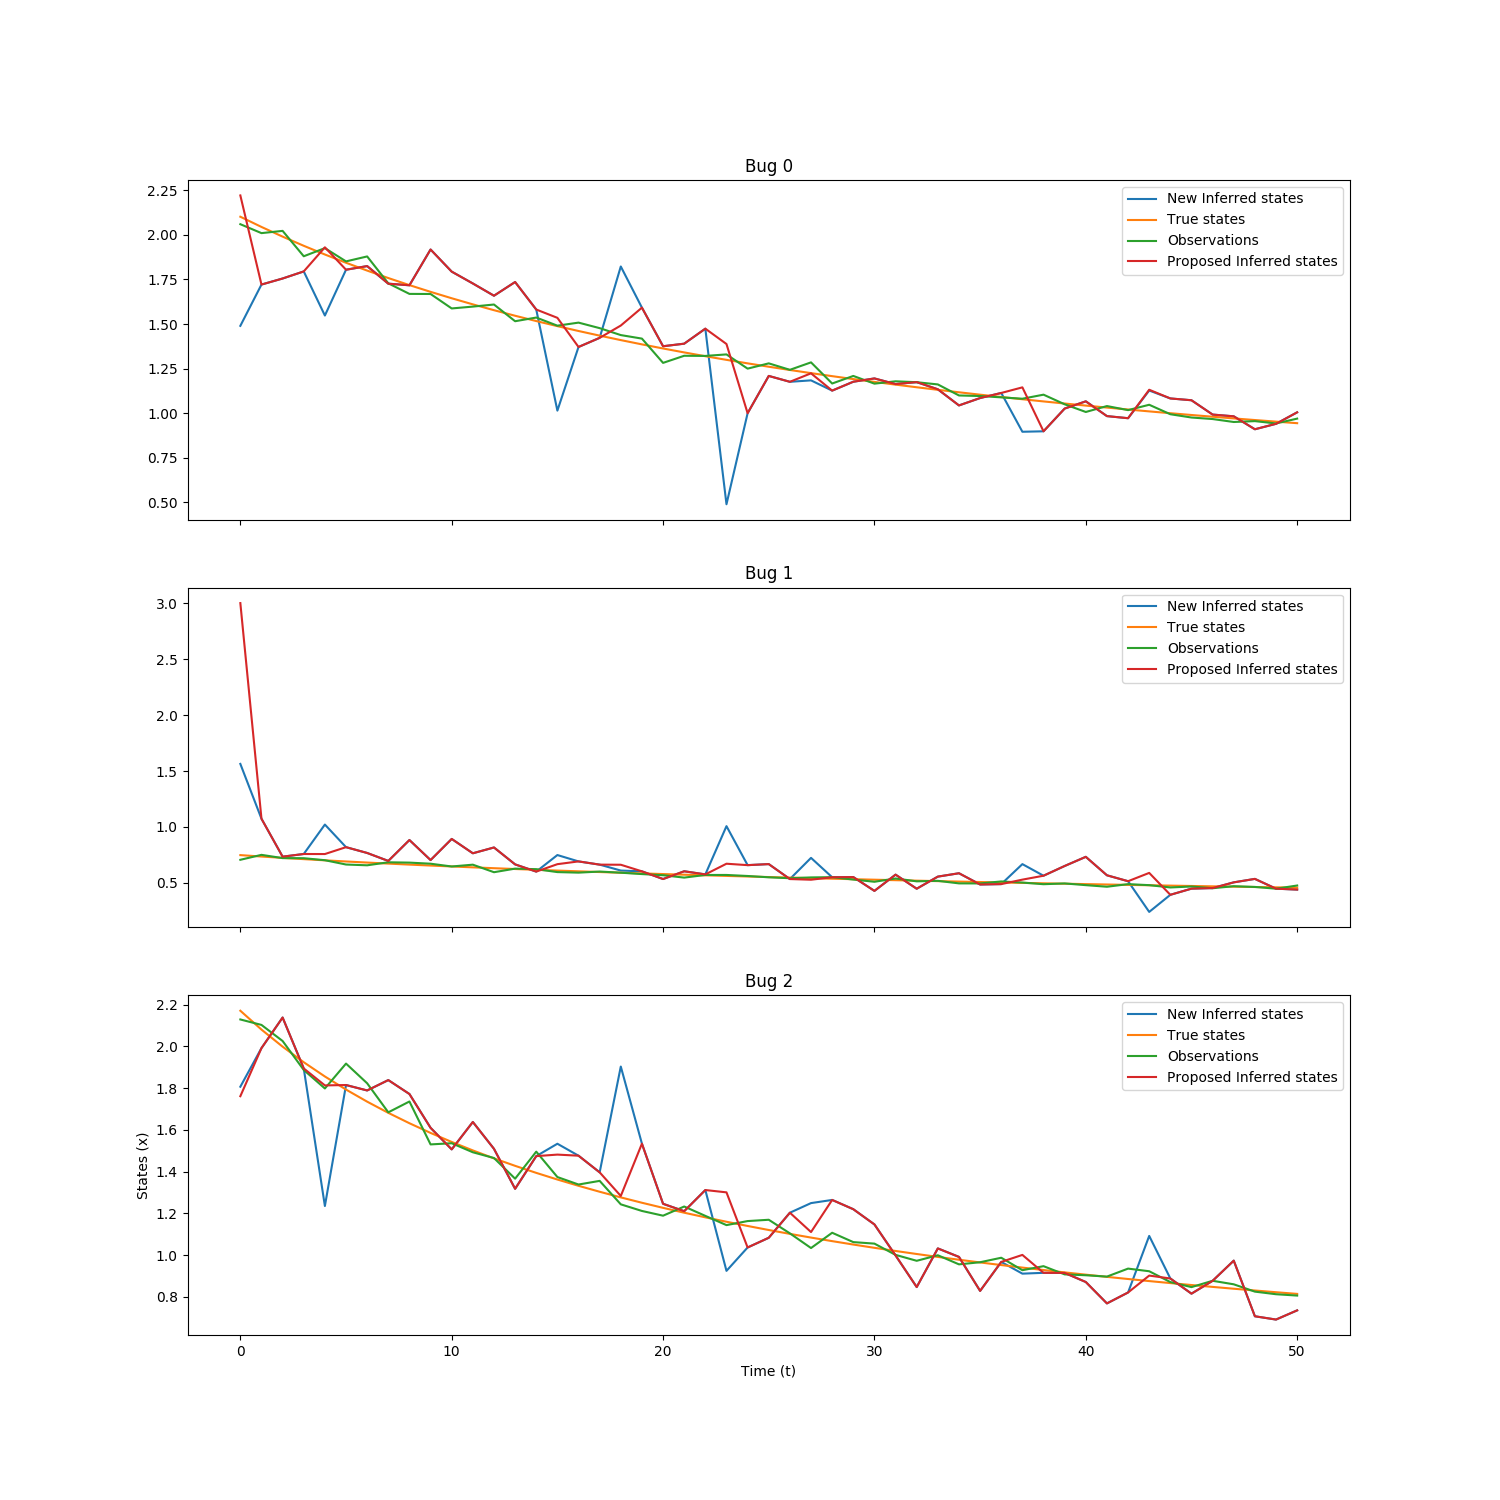 Bug 0
2.25
2.00
1.75
1.50
1.25
1.00
0.75
0.50
New Inferred states
True states
Observations
Proposed Inferred states
Bug 1
3.0
2.5
2.0
1.5
1.0
0.5
New Inferred states
True states
Observations
Proposed Inferred states
Bug 2
States (x)
2.2
2.0
1.8
1.6
1.4
1.2
1.0
0.8
New Inferred states
True states
Observations
Proposed Inferred states
0 10 20 30 40 50
Time (t)